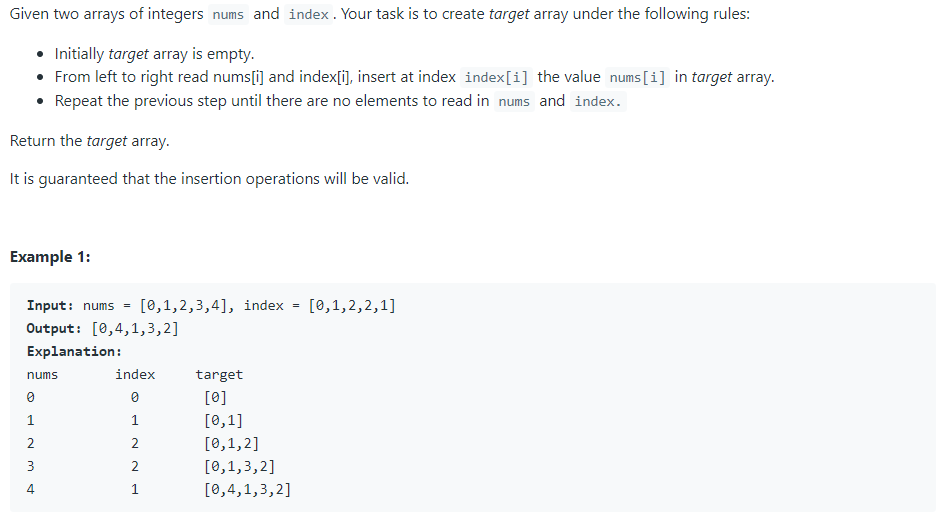 Given two arrays of integers nums and index. Your task is to create target array under the following rules:
• Initially target array is empty.
• From left to right read nums[i] and index[i], insert at index index[i] the value nums[i] in target array.
• Repeat the previous step until there are no elements to read in nums and index.
Return the target array.
It is guaranteed that the insertion operations will be valid.
Example 1:
Input: nums = [0,1,2,3,4], index = [0,1,2,2,1]
Output: [0,4,1,3,2]
Explanation:
nums index target
0 0 [0]
1 1 [0,1]
2 2 [0,1,2]
3 2 [0,1,3,2]
4 1 [0,4,1,3,2]